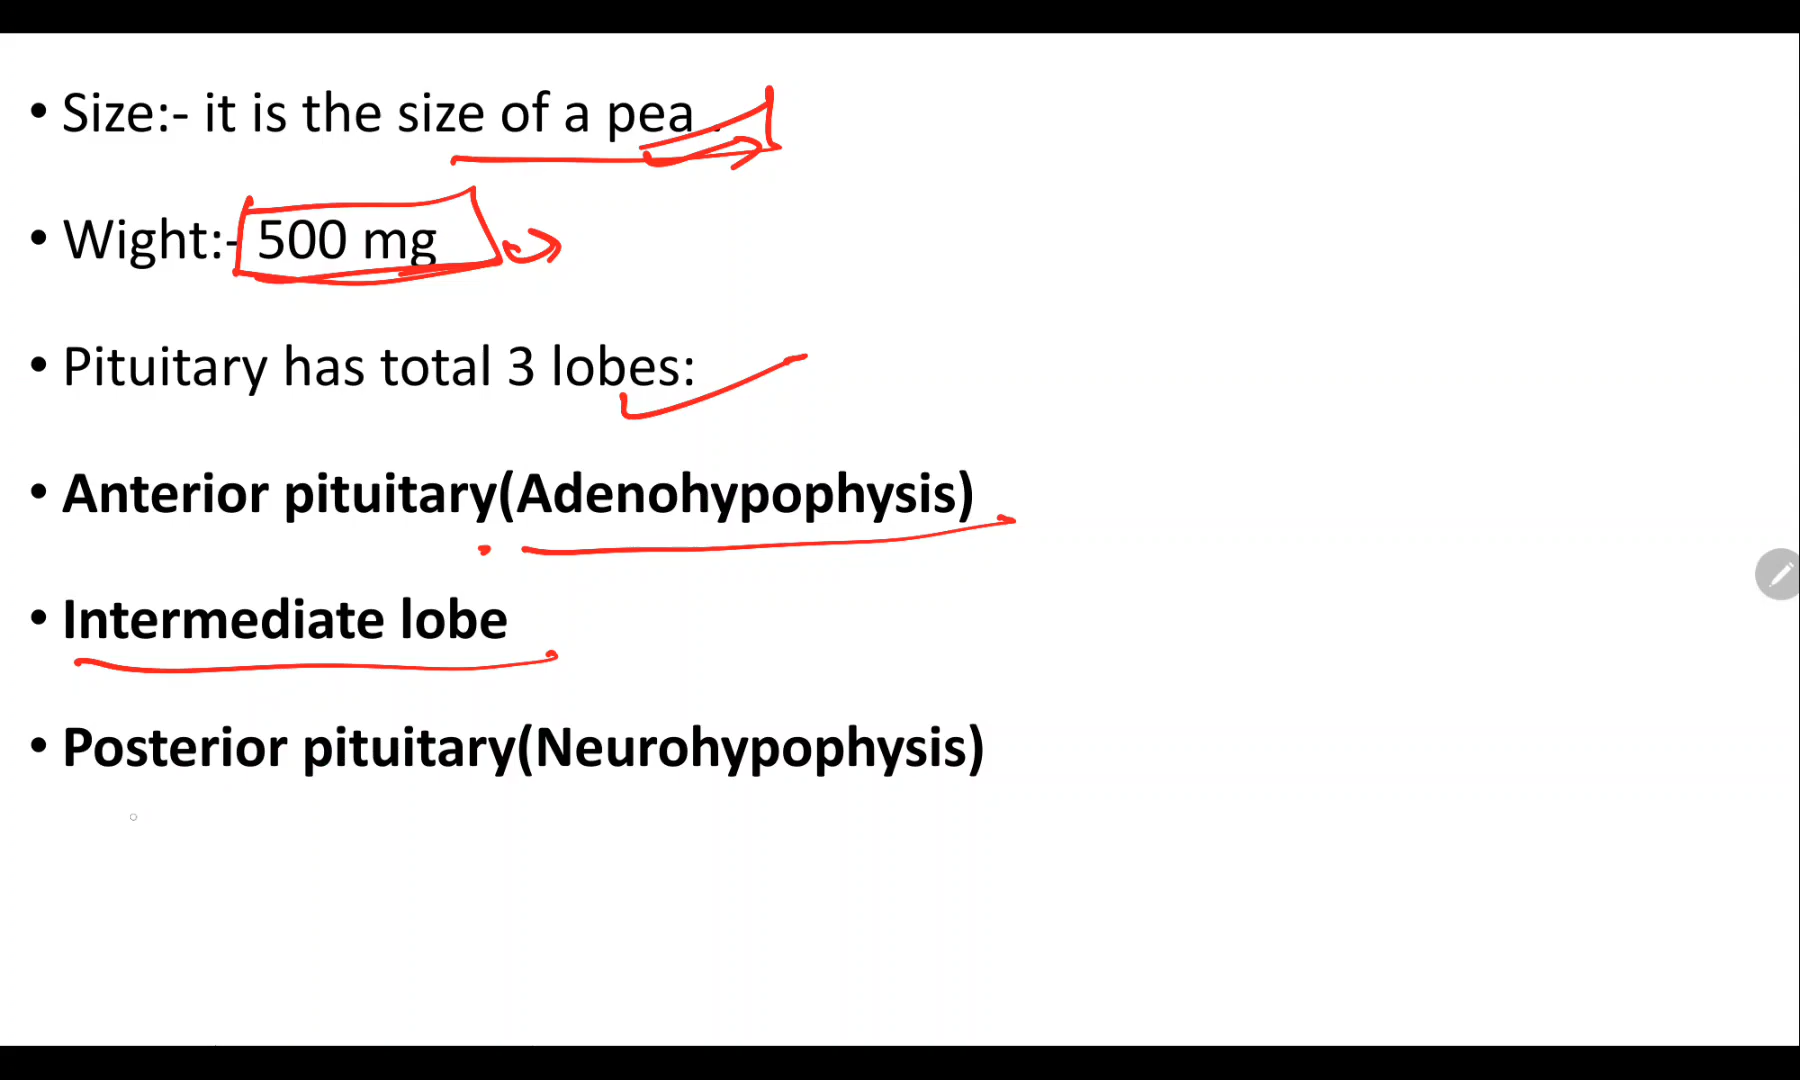 • Size:- it is the size of a pea .
• Wight:- 500 mg
• Pituitary has total 3 lobes:
• Anterior pituitary(Adenohypophysis)
• Intermediate lobe
• Posterior pituitary(Neurohypophysis)